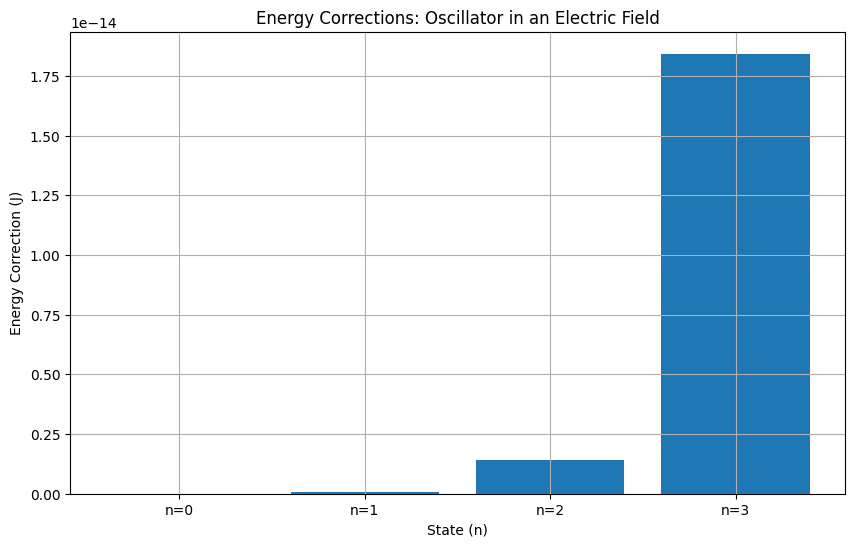 Energy Corrections: Oscillator in an Electric Field
1e−14
Energy Correction (J)
1.75
1.50
1.25
1.00
0.75
0.50
0.25
0.00
n=0 n=1 n=2 n=3
State (n)